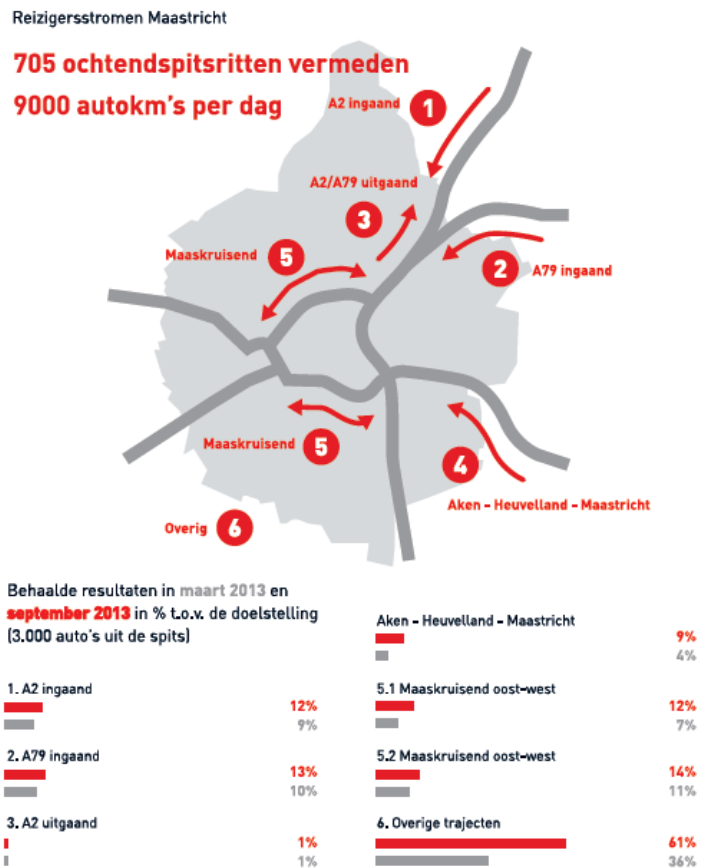 Reizigersstromen Maastricht
705 ochtendspitsritten vermeden
9000 autokm's per dag
A2 ingaand 1
A2/A79 uitgaand
3
Maaskruisend 5
2 A79 ingaand
Maaskruisend 5
4
Aken - Heuvelland - Maastricht
Overig 6
Behaalde resultaten in maart 2013 en
september 2013 in % t.o.v. de doelstelling
(3.000 auto's uit de spits)
1. A2 ingaand
12%
9%
2. A79 ingaand
13%
10%
3. A2 uitgaand
1%
1%
Aken - Heuvelland - Maastricht
9%
4%
5.1 Maaskruisend oost-west
12%
7%
5.2 Maaskruisend oost-west
14%
11%
6. Overige trajecten
61%
36%